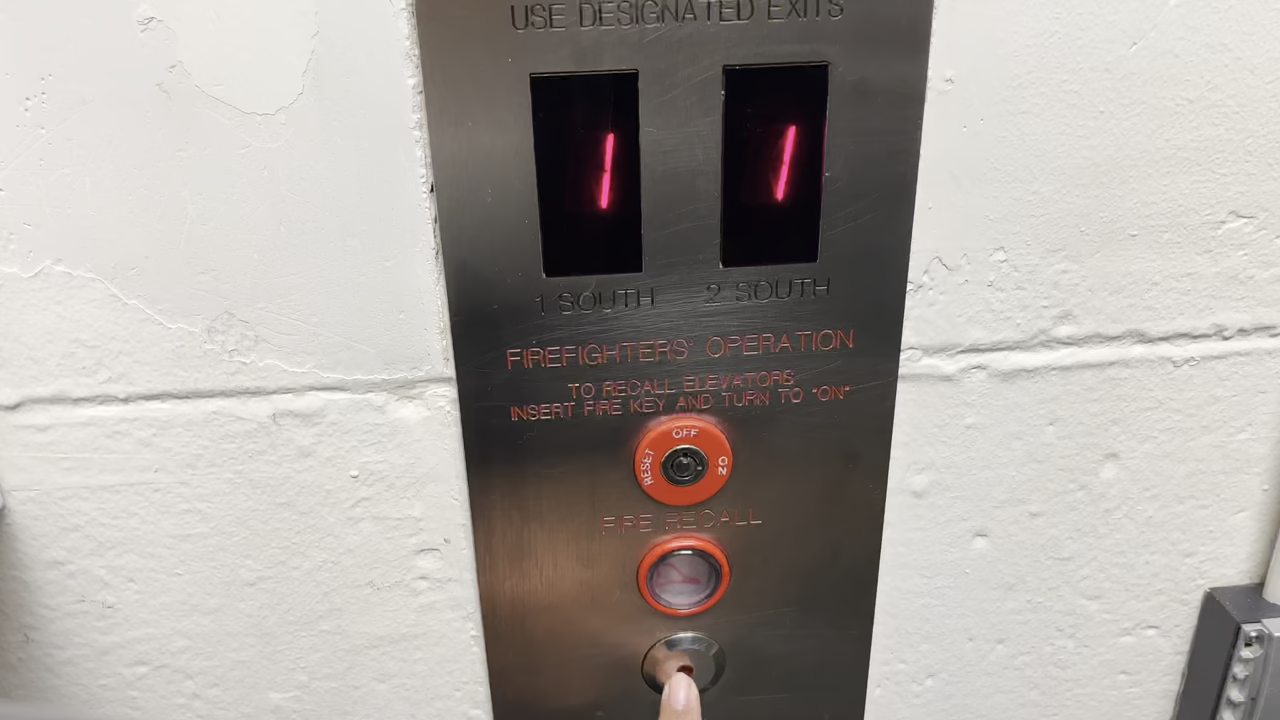 USE DESIGNATED EXITS
1 1
1 SOUTH 2 SOUTH
FIREFIGHTERS' OPERATION
TO RECALL ELEVATORS
INSERT FIRE KEY AND TURN TO "ON"
OFF
RESET ON
FIRE RECALL